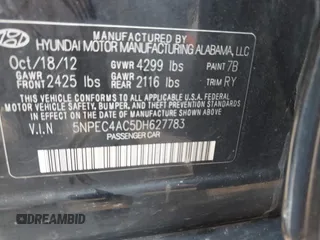 MANUFACTURED BY
HYUNDAI MOTOR MANUFACTURING ALABAMA, LLC
Oct/18/12 GVWR 4299 lbs PAINT 7B
GAWR FRONT 2425 lbs GAWR REAR 2116 lbs TRIM RY
THIS VEHICLE CONFORMS TO ALL APPLICABLE FEDERAL
MOTOR VEHICLE SAFETY, BUMPER, AND THEFT PREVENTION
STANDARDS IN EFFECT ON THE DATE OF MANUFACTURE SHOWN ABOVE.
V.I.N 5NPEC4AC5DH627783
PASSENGER CAR
DREAMBID